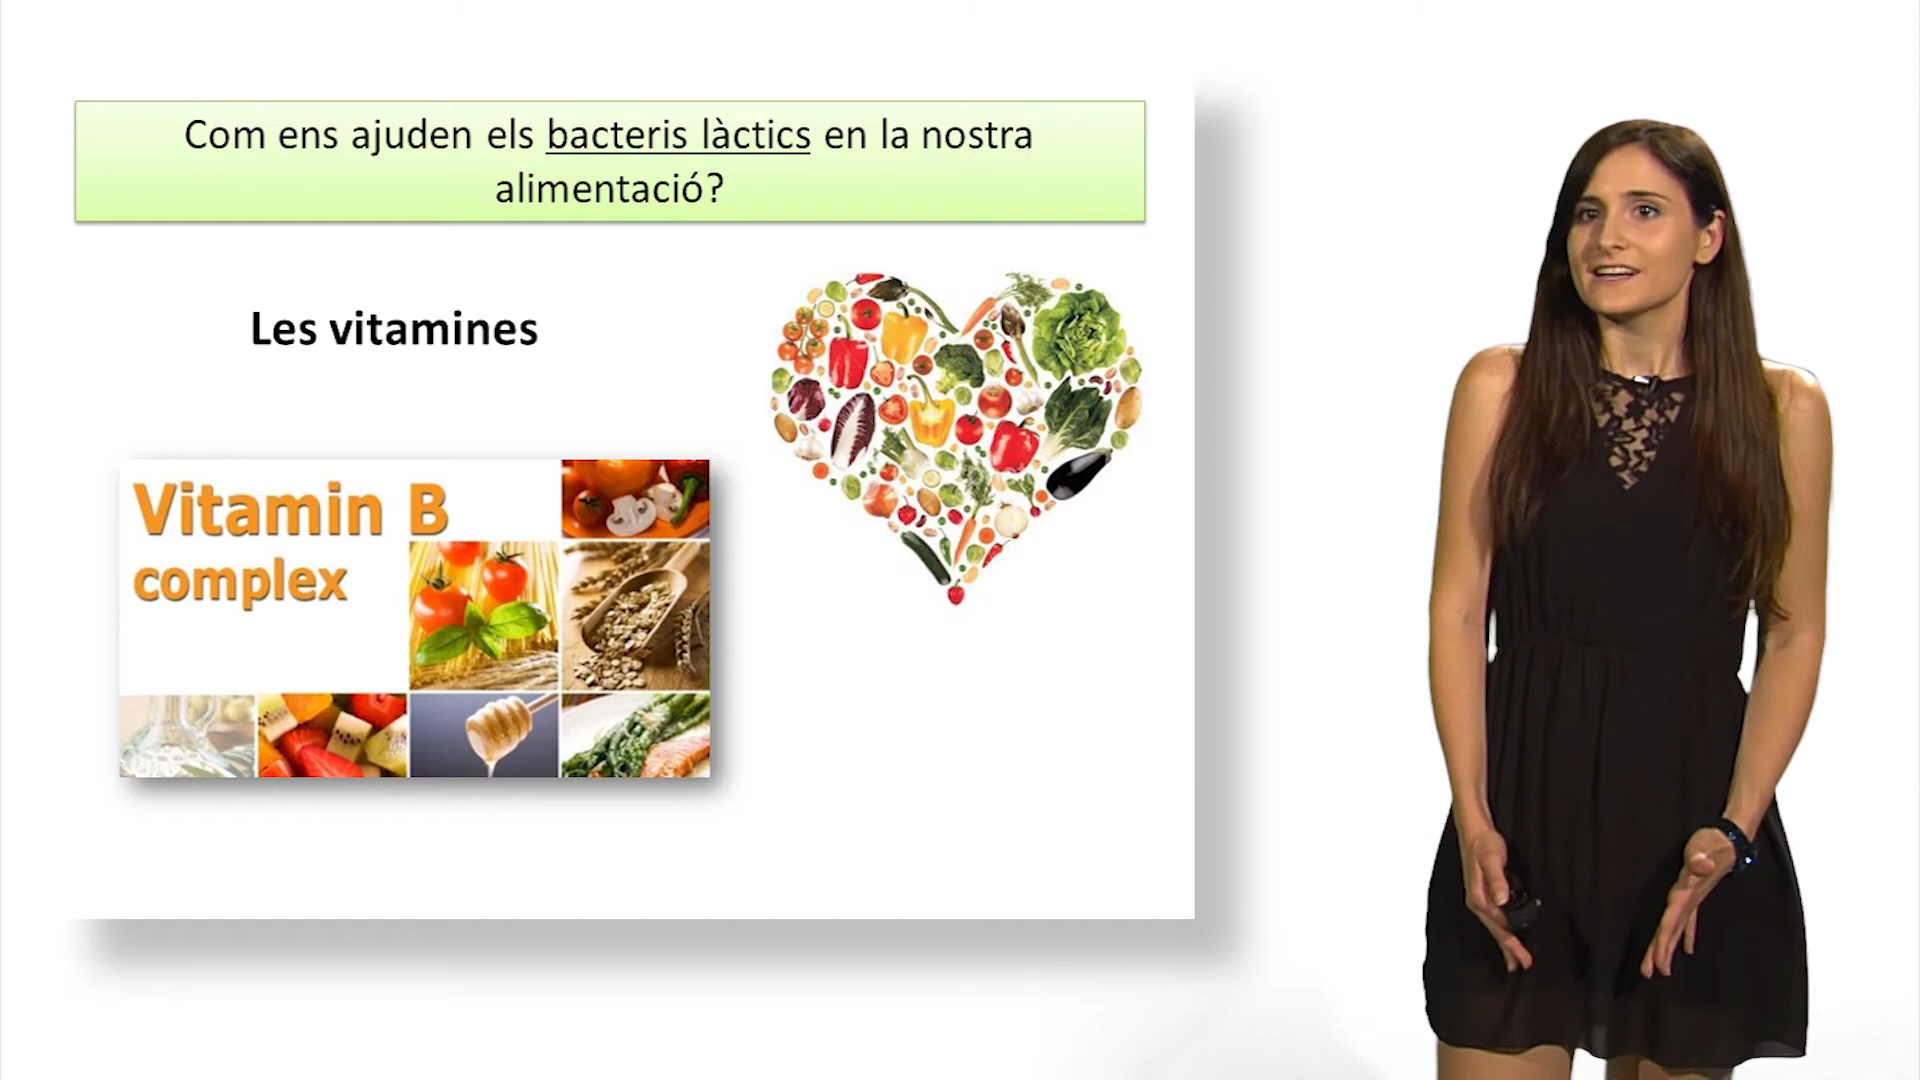 Com ens ajuden els bacteris làctics en la nostra
alimentació?
Les vitamines
Vitamin B
complex